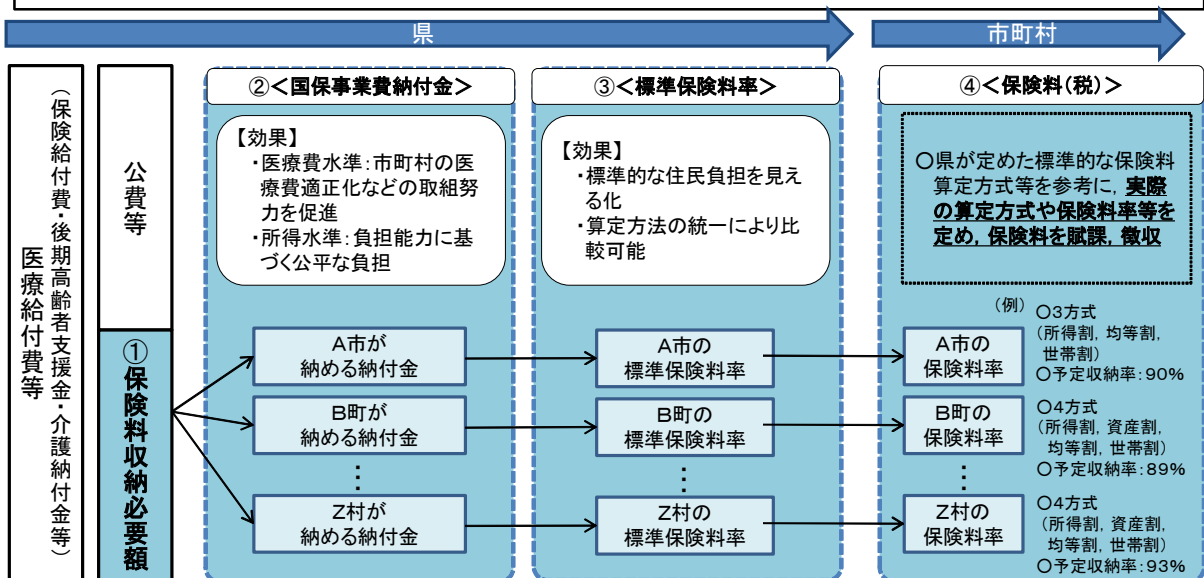 県
市町村
医療給付費等
(保険給付費・後期高齢者支援金・介護納付金等)
公費等
①保険料収納必要額
②<国保事業費納付金>
【効果】
・医療費水準:市町村の医
療費適正化などの取組努
力を促進
・所得水準:負担能力に基
づく公平な負担
A市が
納める納付金
B町が
納める納付金
⋮
Z村が
納める納付金
③<標準保険料率>
【効果】
・標準的な住民負担を見え
る化
・算定方法の統一により比
較可能
A市の
標準保険料率
B町の
標準保険料率
⋮
Z村の
標準保険料率
④<保険料(税)>
○県が定めた標準的な保険料
算定方式等を参考に,実際
の算定方式や保険料率等を
定め,保険料を賦課,徴収
(例)
A市の
保険料率
○3方式
(所得割,均等割,
世帯割)
○予定収納率:90%
B町の
保険料率
○4方式
(所得割,資産割,
均等割,世帯割)
○予定収納率:89%
⋮
Z村の
保険料率
○4方式
(所得割,資産割,
均等割,世帯割)
○予定収納率:93%